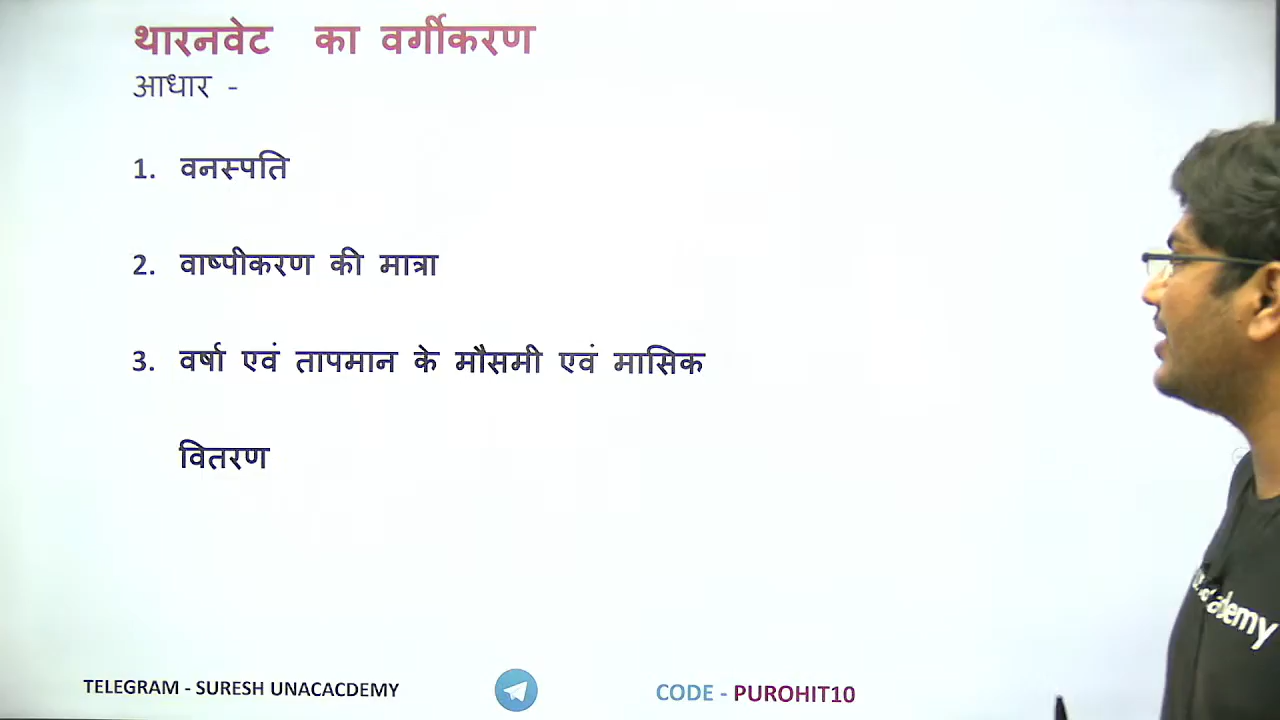 थारनवेट का वर्गीकरण
आधार -
1. वनस्पति
2. वाष्पीकरण की मात्रा
3. वर्षा एवं तापमान के मौसमी एवं मासिक
वितरण
TELEGRAM - SURESH UNACACDEMY
CODE - PUROHIT10